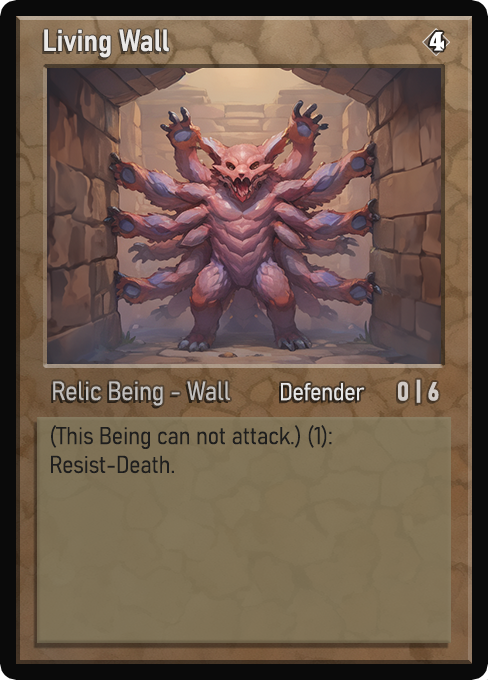 Living Wall 4
Relic Being - Wall Defender 0|6
(This Being can not attack.) (1):
Resist-Death.